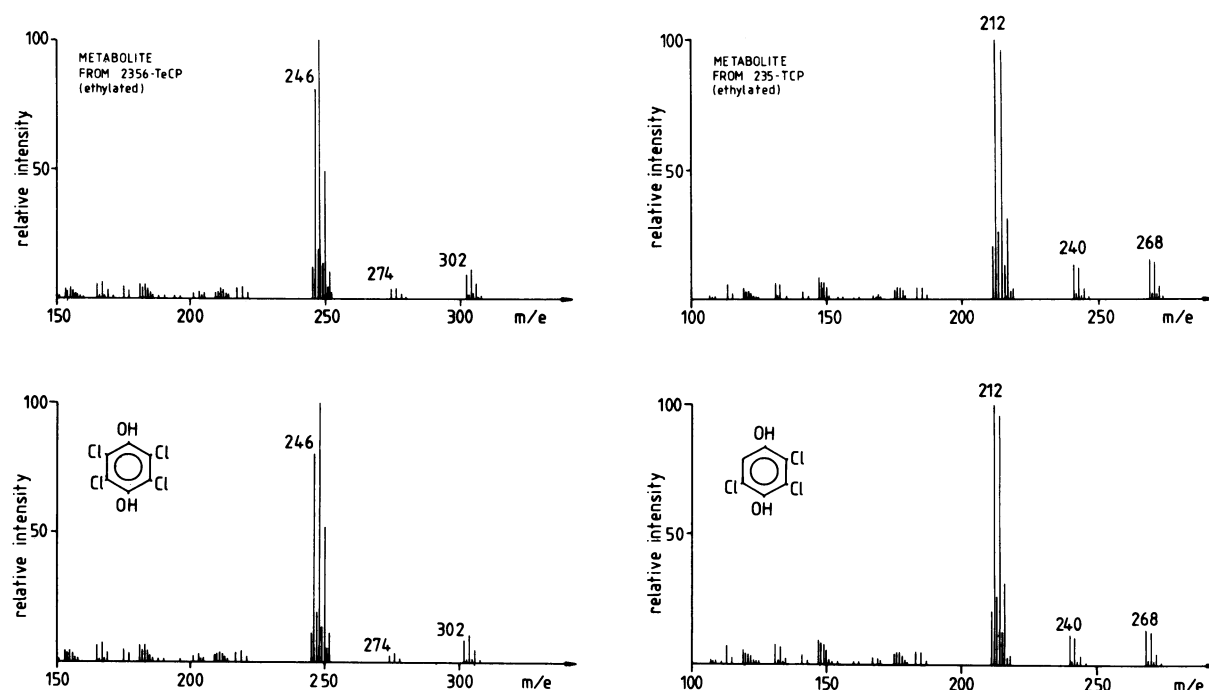 100
METABOLITE
FROM 2356-TeCP
(ethylated)
246
relative intensity
50
274
302
150
200
250
300
m/e
212
100
METABOLITE
FROM 235-TCP
(ethylated)
relative intensity
50
240
268
100
150
200
250
m/e
100
OH
Cl
Cl
Cl
Cl
OH
246
relative intensity
50
274
302
150
200
250
300
m/e
212
100
OH
Cl
Cl
Cl
OH
relative intensity
50
240
268
100
150
200
250
m/e